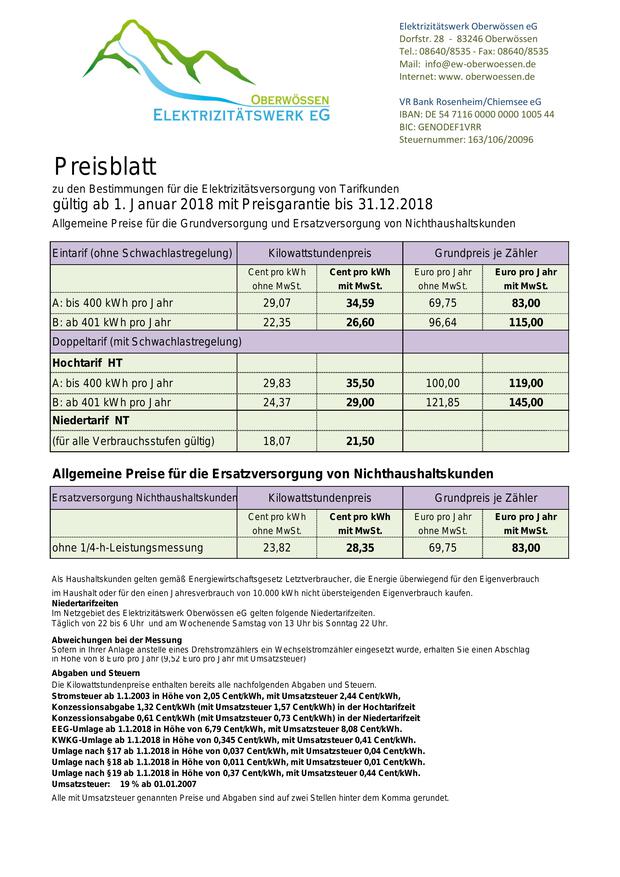 Elektrizitätswerk Oberwössen eG
Dorfstr. 28 - 83246 Oberwössen
Tel.: 08640/8535 - Fax: 08640/8535
Mail: info@ew-oberwoessen.de
Internet: www. oberwoessen.de
OBERWÖSSEN
ELEKTRIZITÄTSWERK EG
VR Bank Rosenheim/Chiemsee eG
IBAN: DE 54 7116 0000 0000 1005 44
BIC: GENODEF1VRR
Steuernummer: 163/106/20096
Preisblatt
zu den Bestimmungen für die Elektrizitätsversorgung von Tarifkunden
gültig ab 1. Januar 2018 mit Preisgarantie bis 31.12.2018
Allgemeine Preise für die Grundversorgung und Ersatzversorgung von Nichthaushaltskunden
Eintarif (ohne Schwachlastregelung) Kilowattstundenpreis Grundpreis je Zähler
Cent pro kWh Cent pro kWh Euro pro Jahr Euro pro Jahr
ohne MwSt. mit MwSt. ohne MwSt. mit MwSt.
A: bis 400 kWh pro Jahr 29,07 34,59 69,75 83,00
B: ab 401 kWh pro Jahr 22,35 26,60 96,64 115,00
Doppeltarif (mit Schwachlastregelung)
Hochtarif HT
A: bis 400 kWh pro Jahr 29,83 35,50 100,00 119,00
B: ab 401 kWh pro Jahr 24,37 29,00 121,85 145,00
Niedertarif NT
(für alle Verbrauchsstufen gültig) 18,07 21,50
Allgemeine Preise für die Ersatzversorgung von Nichthaushaltskunden
Ersatzversorgung Nichthaushaltskunden Kilowattstundenpreis Grundpreis je Zähler
Cent pro kWh Cent pro kWh Euro pro Jahr Euro pro Jahr
ohne MwSt. mit MwSt. ohne MwSt. mit MwSt.
ohne 1/4-h-Leistungsmessung 23,82 28,35 69,75 83,00
Als Haushaltskunden gelten gemäß Energiewirtschaftsgesetz Letztverbraucher, die Energie überwiegend für den Eigenverbrauch
im Haushalt oder für den einen Jahresverbrauch von 10.000 kWh nicht übersteigenden Eigenverbrauch kaufen.
Niedertarifzeiten
Im Netzgebiet des Elektrizitätswerk Oberwössen eG gelten folgende Niedertarifzeiten.
Täglich von 22 bis 6 Uhr und am Wochenende Samstag von 13 Uhr bis Sonntag 22 Uhr.
Abweichungen bei der Messung
Sofern in Ihrer Anlage anstelle eines Drehstromzählers ein Wechselstromzähler eingesetzt wurde, erhalten Sie einen Abschlag
in Höhe von 8 Euro pro Jahr (9,52 Euro pro Jahr mit Umsatzsteuer)
Abgaben und Steuern
Die Kilowattstundenpreise enthalten bereits alle nachfolgenden Abgaben und Steuern.
Stromsteuer ab 1.1.2003 in Höhe von 2,05 Cent/kWh, mit Umsatzsteuer 2,44 Cent/kWh,
Konzessionsabgabe 1,32 Cent/kWh (mit Umsatzsteuer 1,57 Cent/kWh) in der Hochtarifzeit
Konzessionsabgabe 0,61 Cent/kWh (mit Umsatzsteuer 0,73 Cent/kWh) in der Niedertarifzeit
EEG-Umlage ab 1.1.2018 in Höhe von 6,79 Cent/kWh, mit Umsatzsteuer 8,08 Cent/kWh.
KWKG-Umlage ab 1.1.2018 in Höhe von 0,345 Cent/kWh, mit Umsatzsteuer 0,41 Cent/kWh.
Umlage nach §17 ab 1.1.2018 in Höhe von 0,037 Cent/kWh, mit Umsatzsteuer 0,04 Cent/kWh.
Umlage nach §18 ab 1.1.2018 in Höhe von 0,011 Cent/kWh, mit Umsatzsteuer 0,01 Cent/kWh.
Umlage nach §19 ab 1.1.2018 in Höhe von 0,37 Cent/kWh, mit Umsatzsteuer 0,44 Cent/kWh.
Umsatzsteuer: 19 % ab 01.01.2007
Alle mit Umsatzsteuer genannten Preise und Abgaben sind auf zwei Stellen hinter dem Komma gerundet.